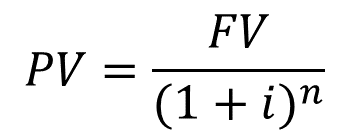 PV = FV / (1 + i)ⁿ